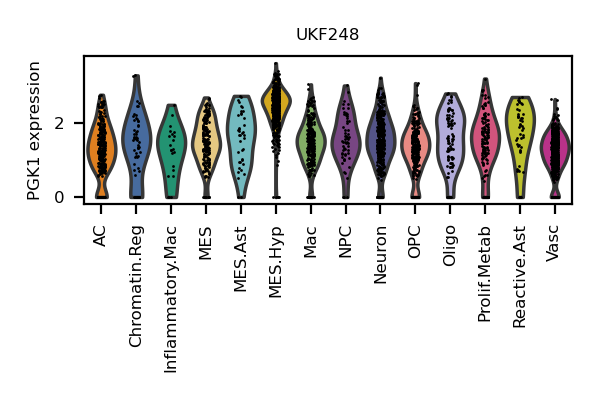 UKF248
PGK1 expression
2
0
AC
Chromatin.Reg
Inflammatory.Mac
MES
MES.Ast
MES.Hyp
Mac
NPC
Neuron
OPC
Oligo
Prolif.Metab
Reactive.Ast
Vasc